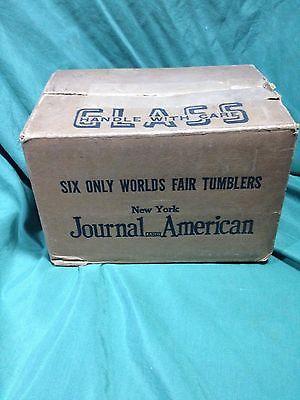 GLASS
HANDLE WITH CARE
SIX ONLY WORLDS FAIR TUMBLERS
New York
Journal American